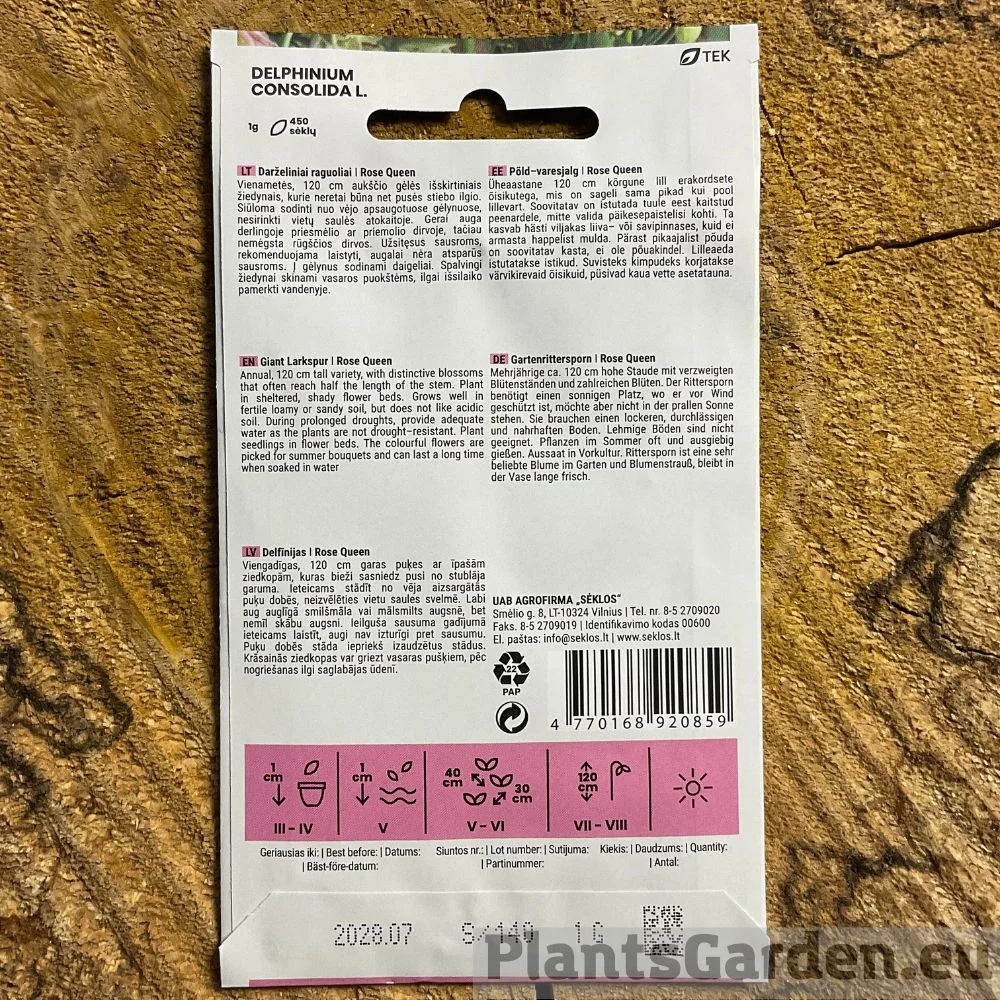 DELPHINIUM
CONSOLIDA L.
TEK
1g 450
sėklų
LT Darželiniai raguoliai | Rose Queen
Vienametės, 120 cm aukščio gėlės išskirtiniais
žiedynais, kurie neretai būna net pusės stiebo ilgio.
Siūloma sodinti nuo vėjo apsaugotuose gėlynuose,
nesirinkti vietų saulės atokaitoje. Gerai auga
derlingoje priesmėlio ar priemolio dirvoje, tačiau
nemėgsta rūgščios dirvos. Užsitęsus sausroms,
rekomenduojama laistyti, augalai nėra atsparūs
sausroms. Į gėlynus sodinami daigeliai. Spalvingi
žiedynai skinami vasaros puokštėms, ilgai išsilaiko
pamerkti vandenyje.
EE Põld-varesjalg | Rose Queen
Üheaastane 120 cm kõrgune lill erakordsete
õisikutega, mis on sageli sama pikad kui pool
lillevart. Soovitatav on istutada tuule eest kaitstud
peenardele, mitte valida päikesepaistelisi kohti. Ta
kasvab hästi viljakas liiva- või savipinnases, kuid ei
armasta happelist mulda. Pärast pikaajalist põuda
on soovitatav kasta, ei ole põuakindel. Lilleaeda
istutatakse istikud. Suvisteks kimpudeks korjatakse
värvikirevaid õisikuid, püsivad kaua vette asetatauna.
EN Giant Larkspur | Rose Queen
Annual, 120 cm tall variety, with distinctive blossoms
that often reach half the length of the stem. Plant
in sheltered, shady flower beds. Grows well in
fertile loamy or sandy soil, but does not like acidic
soil. During prolonged droughts, provide adequate
water as the plants are not drought-resistant. Plant
seedlings in flower beds. The colourful flowers are
picked for summer bouquets and can last a long time
when soaked in water
DE Gartenrittersporn | Rose Queen
Mehrjährige ca. 120 cm hohe Staude mit verzweigten
Blütenständen und zahlreichen Blüten. Der Rittersporn
benötigt einen sonnigen Platz, wo er vor Wind
geschützt ist, möchte aber nicht in der prallen Sonne
stehen. Sie brauchen einen lockeren, durchlässigen
und nahrhaften Boden. Lehmige Böden sind nicht
geeignet. Pflanzen im Sommer oft und ausgiebig
gießen. Aussaat in Vorkultur. Rittersporn ist eine sehr
beliebte Blume im Garten und Blumenstrauß, bleibt in
der Vase lange frisch.
LV Delfīnijas | Rose Queen
Viengadīgas, 120 cm garas puķes ar īpašām
ziedkopām, kuras bieži sasniedz pusi no stublāja
garuma. Ieteicams stādīt no vēja aizsargātās
puķu dobēs, neizvēlēties vietu saules svelmē. Labi
aug auglīgā smilšmāla vai mālsmilts augsnē, bet
nemīl skābu augsni. Ieilguša sausuma gadījumā
ieteicams laistīt, augi nav izturīgi pret sausumu.
Puķu dobēs stāda iepriekš izaudzētus stādus.
Krāsainās ziedkopas var griezt vasaras pušķiem, pēc
nogriešanas ilgi saglabājas ūdenī.
UAB AGROFIRMA „SĖKLOS“
Smėlio g. 8, LT-10324 Vilnius | Tel. nr. 8-5 2709020
Faks. 8-5 2709019 | Identifikavimo kodas 00600
El. paštas: info@seklos.lt | www.seklos.lt
22
PAP
4 770168 920859
1 cm
III - IV
1 cm
V
40 cm
30 cm
V - VI
120 cm
VII - VIII
Geriausias iki: | Best before: | Datums:
| Bäst-före-datum:
Siuntos nr.: | Lot number: | Sutijuma:
| Partinummer:
Kiekis: | Daudzums: | Quantity:
| Antal:
2028.07 S/149 1 G
PlantsGarden.eu